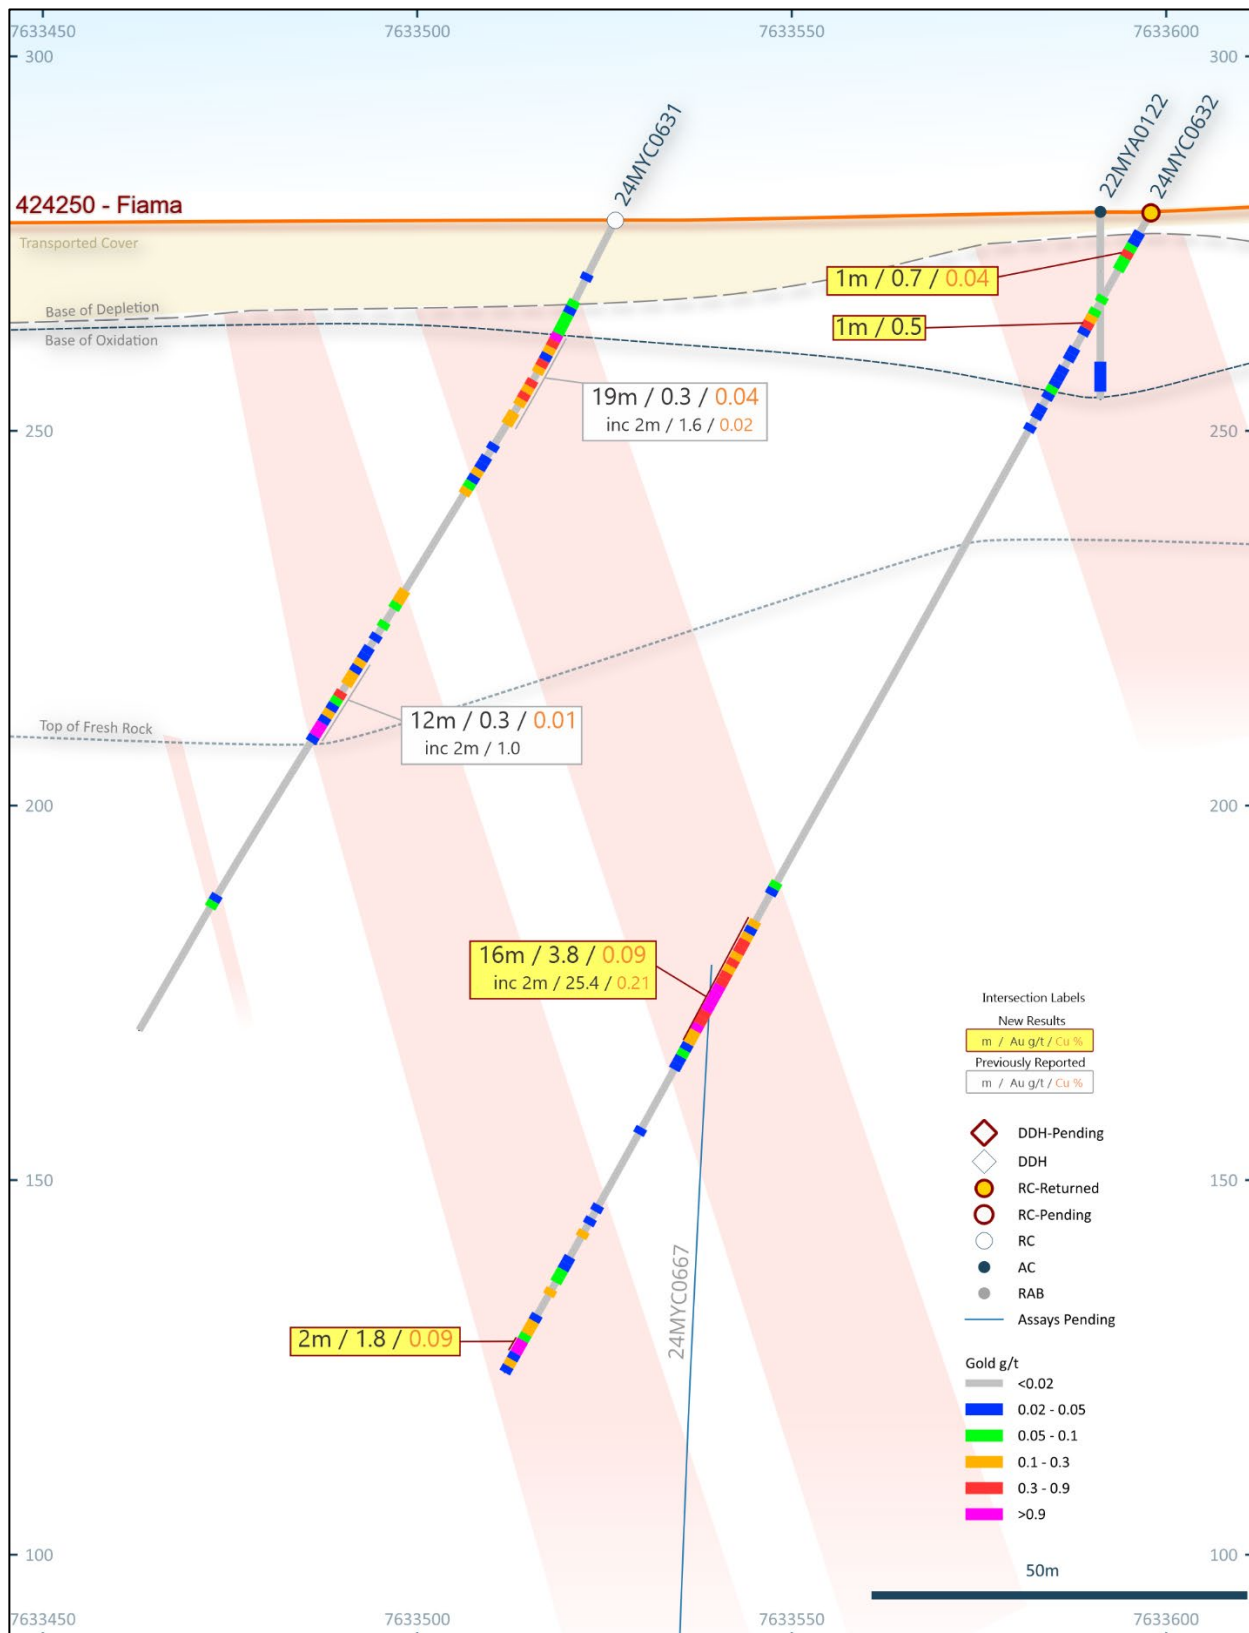 7633450
7633500
7633550
7633600
300
300
24MYC0631
22MYA0122
24MYC0632
424250 - Fiama
Transported Cover
1m / 0.7 / 0.04
Base of Depletion
1m / 0.5
Base of Oxidation
19m / 0.3 / 0.04
inc 2m / 1.6 / 0.02
250
250
12m / 0.3 / 0.01
inc 2m / 1.0
Top of Fresh Rock
200
200
16m / 3.8 / 0.09
inc 2m / 25.4 / 0.21
Intersection Labels
New Results
m / Au g/t / Cu %
Previously Reported
m / Au g/t / Cu %
DDH-Pending
DDH
150
150
RC-Returned
RC-Pending
RC
AC
RAB
Assays Pending
24MYC0667
2m / 1.8 / 0.09
Gold g/t
<0.02
0.02 - 0.05
0.05 - 0.1
0.1 - 0.3
0.3 - 0.9
>0.9
100
100
50m
7633450
7633500
7633550
7633600